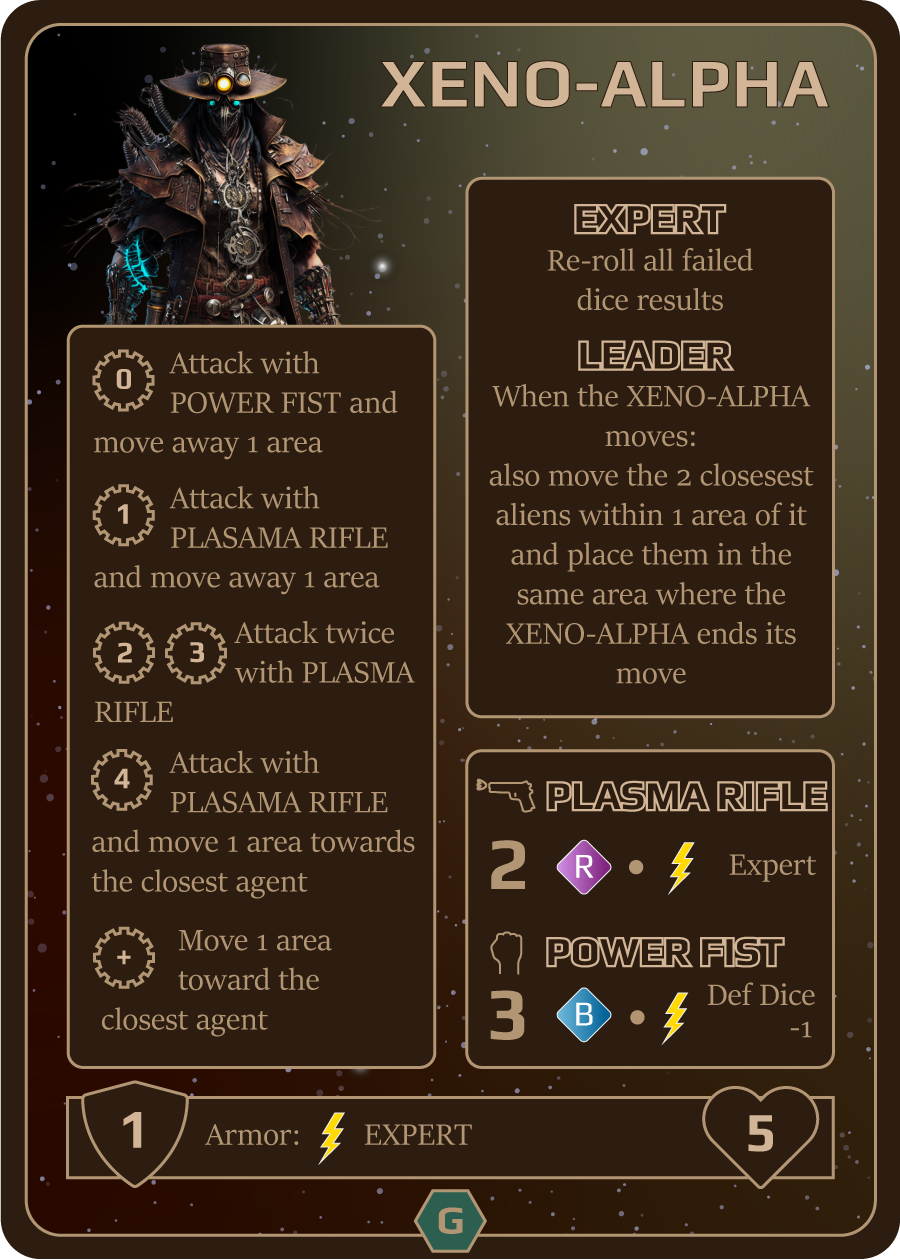 XENO-ALPHA
0 Attack with
POWER FIST and
move away 1 area
1 Attack with
PLASAMA RIFLE
and move away 1 area
2 3 Attack twice
with PLASMA
RIFLE
4 Attack with
PLASAMA RIFLE
and move 1 area towards
the closest agent
+ Move 1 area
toward the
closest agent
EXPERT
Re-roll all failed
dice results
LEADER
When the XENO-ALPHA
moves:
also move the 2 closesest
aliens within 1 area of it
and place them in the
same area where the
XENO-ALPHA ends its
move
PLASMA RIFLE
2 R • Expert
POWER FIST
3 B • Def Dice
-1
1 Armor: EXPERT 5
G